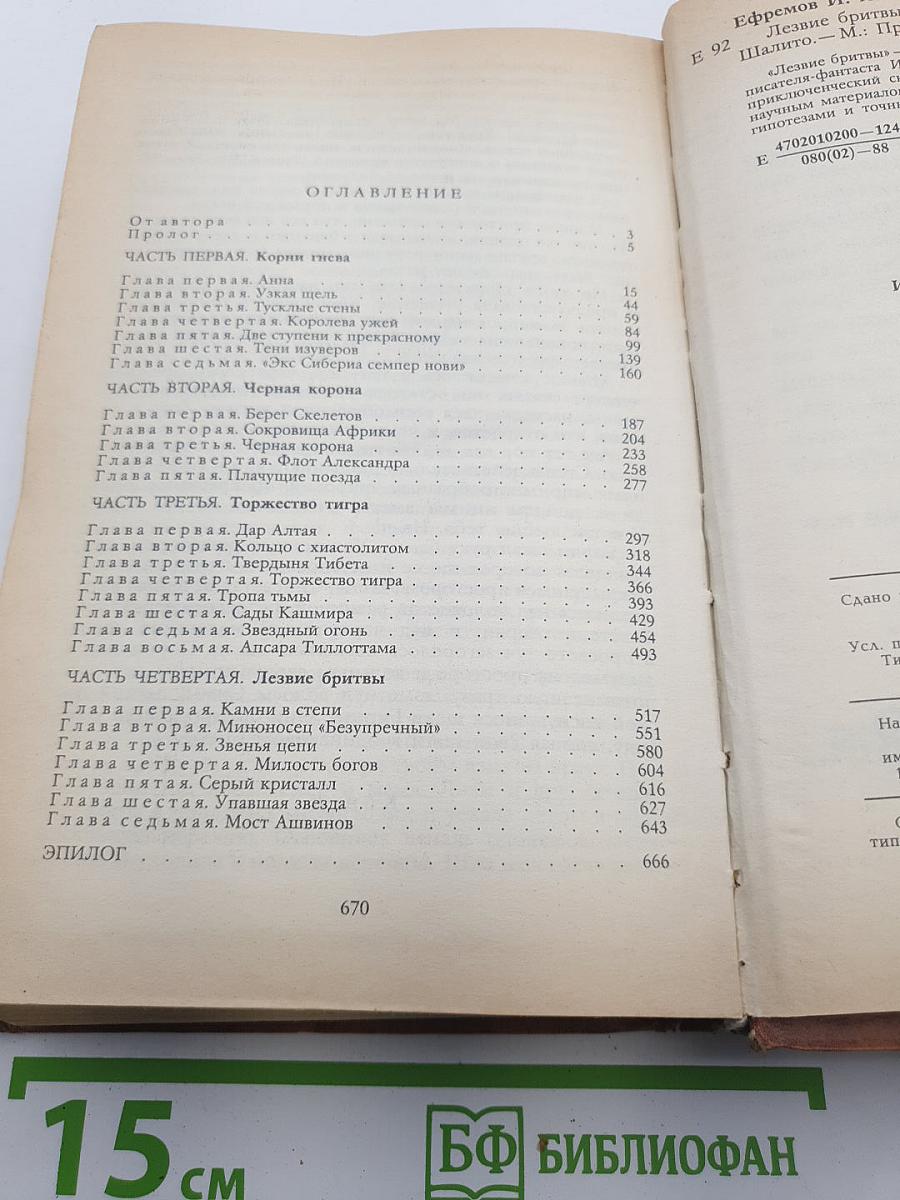 ОГЛАВЛЕНИЕ
От автора . . . . . . . . . . . . . . . 3
Пролог . . . . . . . . . . . . . . . 5
ЧАСТЬ ПЕРВАЯ. Корни гнева
Глава первая. Анна . . . . . . . . . . . 15
Глава вторая. Узкая щель . . . . . . . . . . 44
Глава третья. Тусклые стены . . . . . . . . . 59
Глава четвертая. Королева ужей . . . . . . . . 84
Глава пятая. Две ступени к прекрасному . . . . . . 99
Глава шестая. Тени изуверов . . . . . . . . . 139
Глава седьмая. «Экс Сибериа семпер нови» . . . . . 160
ЧАСТЬ ВТОРАЯ. Черная корона
Глава первая. Берег Скелетов . . . . . . . . . 187
Глава вторая. Сокровища Африки . . . . . . . . 204
Глава третья. Черная корона . . . . . . . . . 233
Глава четвертая. Флот Александра . . . . . . . 258
Глава пятая. Плачущие поезда . . . . . . . . . 277
ЧАСТЬ ТРЕТЬЯ. Торжество тигра
Глава первая. Дар Алтая . . . . . . . . . . 297
Глава вторая. Кольцо с хиастолитом . . . . . . . 318
Глава третья. Твердыня Тибета . . . . . . . . 344
Глава четвертая. Торжество тигра . . . . . . . 366
Глава пятая. Тропа тьмы . . . . . . . . . . 393
Глава шестая. Сады Кашмира . . . . . . . . . 429
Глава седьмая. Звездный огонь . . . . . . . . 454
Глава восьмая. Апсара Тиллоттама . . . . . . . 493
ЧАСТЬ ЧЕТВЕРТАЯ. Лезвие бритвы
Глава первая. Камни в степи . . . . . . . . . 517
Глава вторая. Миноносец «Безупречный» . . . . . . 551
Глава третья. Звенья цепи . . . . . . . . . 580
Глава четвертая. Милость богов . . . . . . . . 604
Глава пятая. Серый кристалл . . . . . . . . . 616
Глава шестая. Упавшая звезда . . . . . . . . 627
Глава седьмая. Мост Ашвинов . . . . . . . . 643
ЭПИЛОГ . . . . . . . . . . . . . . . 666
670
Ефремов И.
Е 92 Лезвие бритвы
Шалито.— М.: Пр
«Лезвие бритвы» —
писателя-фантаста И
приключенческий
научным материалом
гипотезами и точн
Е 4702010200—124
080(02)—88
И
Сдано
Усл. п
Ти
На
им
1
типо
15 см
БФ БИБЛИОФАН